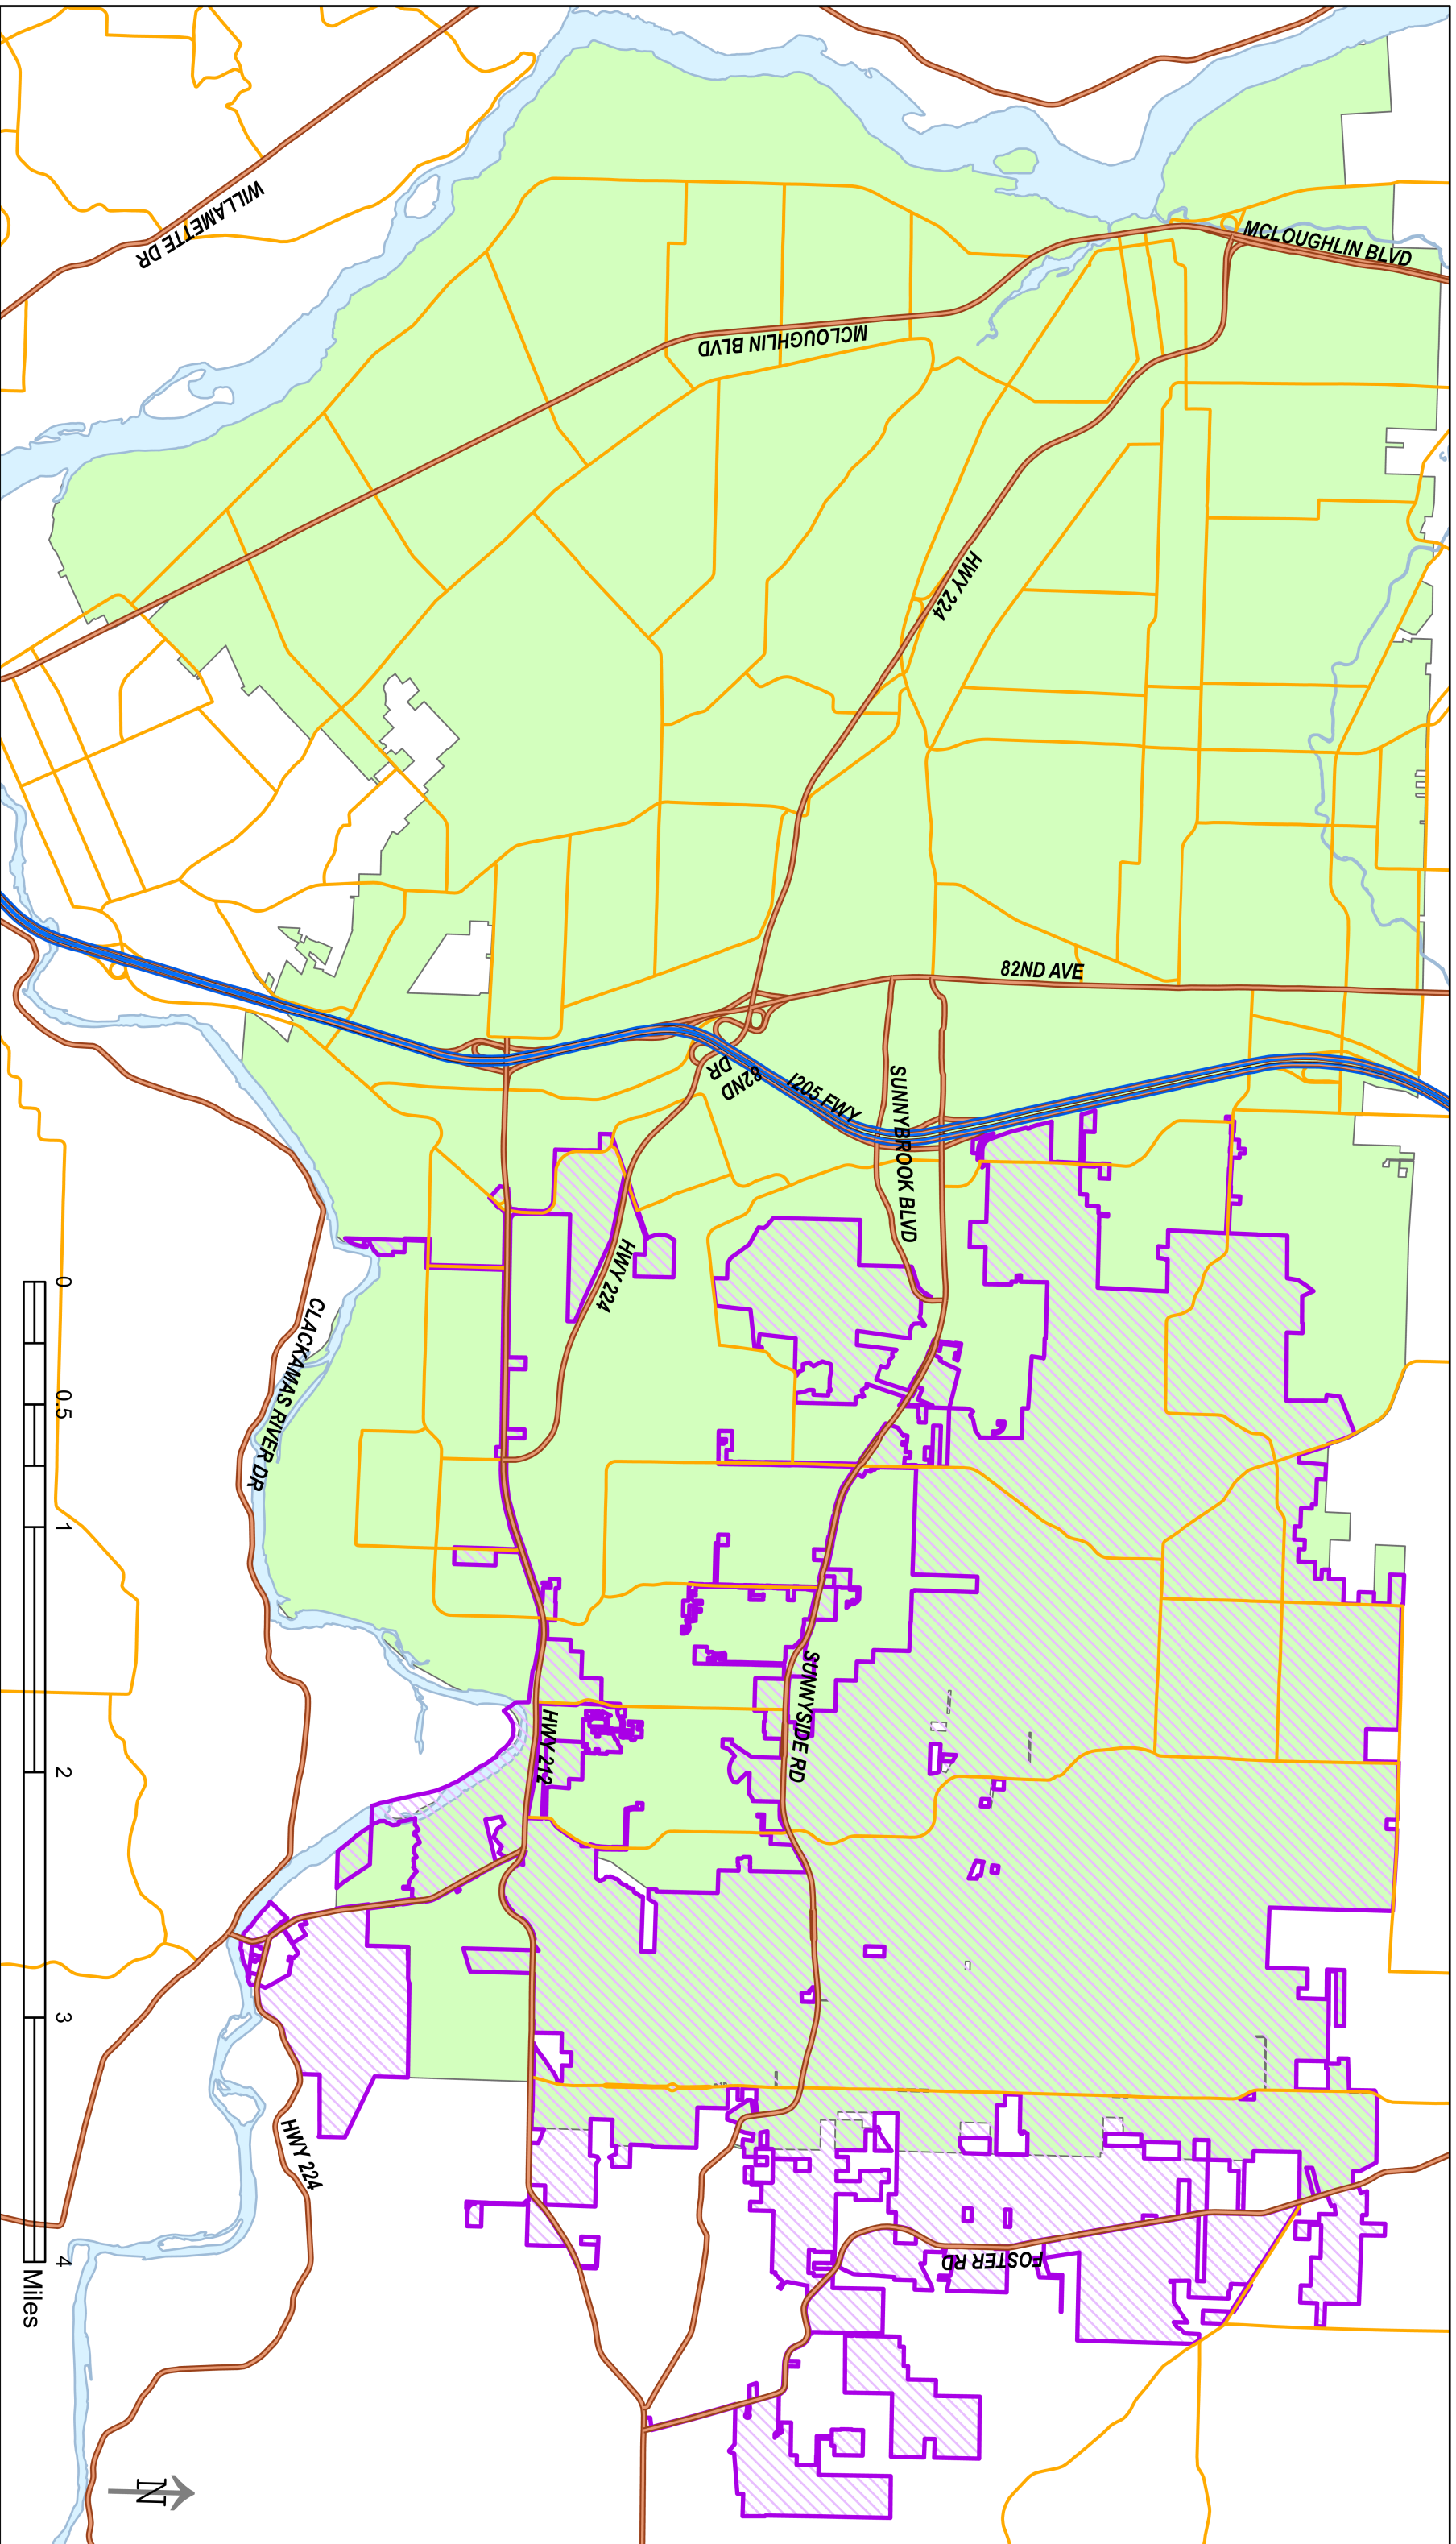 WILLAMETTE DR
MCLOUGHLIN BLVD
MCLOUGHLIN BLVD
HWY 224
82ND AVE
82ND
DR
I205 FWY
SUNNYBROOK BLVD
HWY 224
CLACKAMAS RIVER DR
SUNNYSIDE RD
HWY 212
HWY 224
FOSTER RD
0 0.5 1 2 3 4
Miles
N